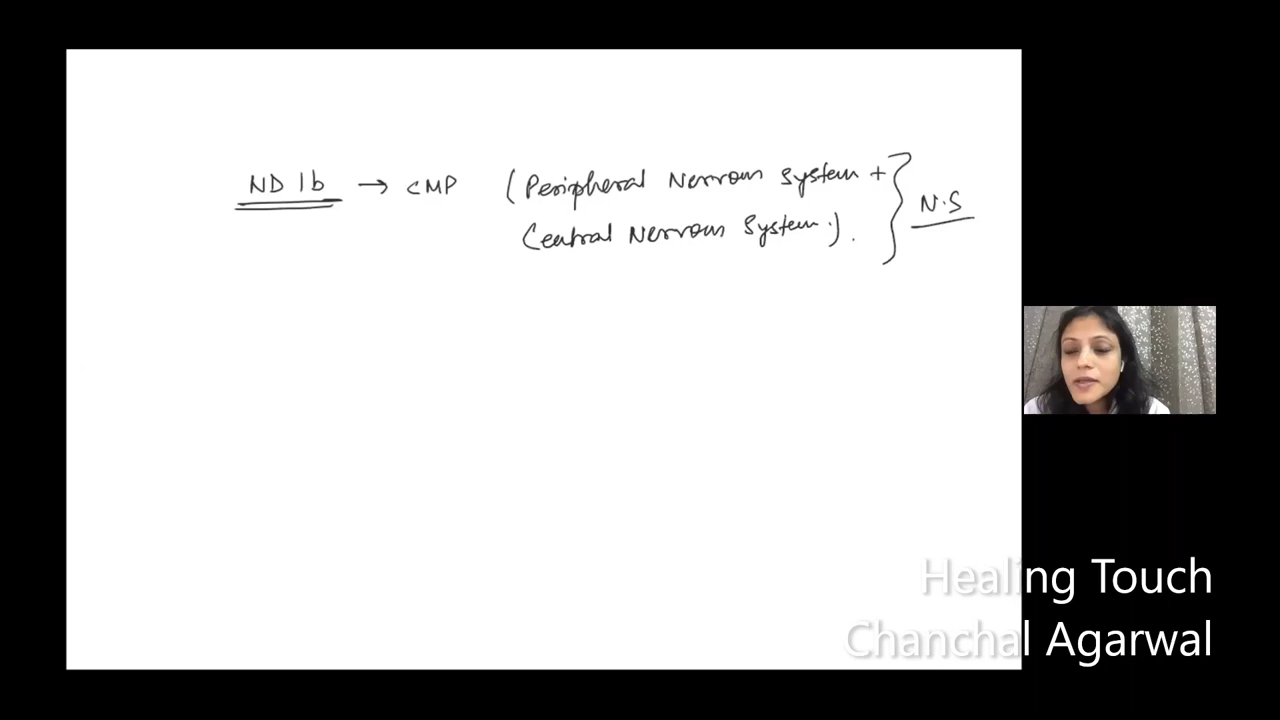 ND 1b → CMP (Peripheral Nervous System +
Central Nervous System.).
} N.S
Healing Touch
Chanchal Agarwal